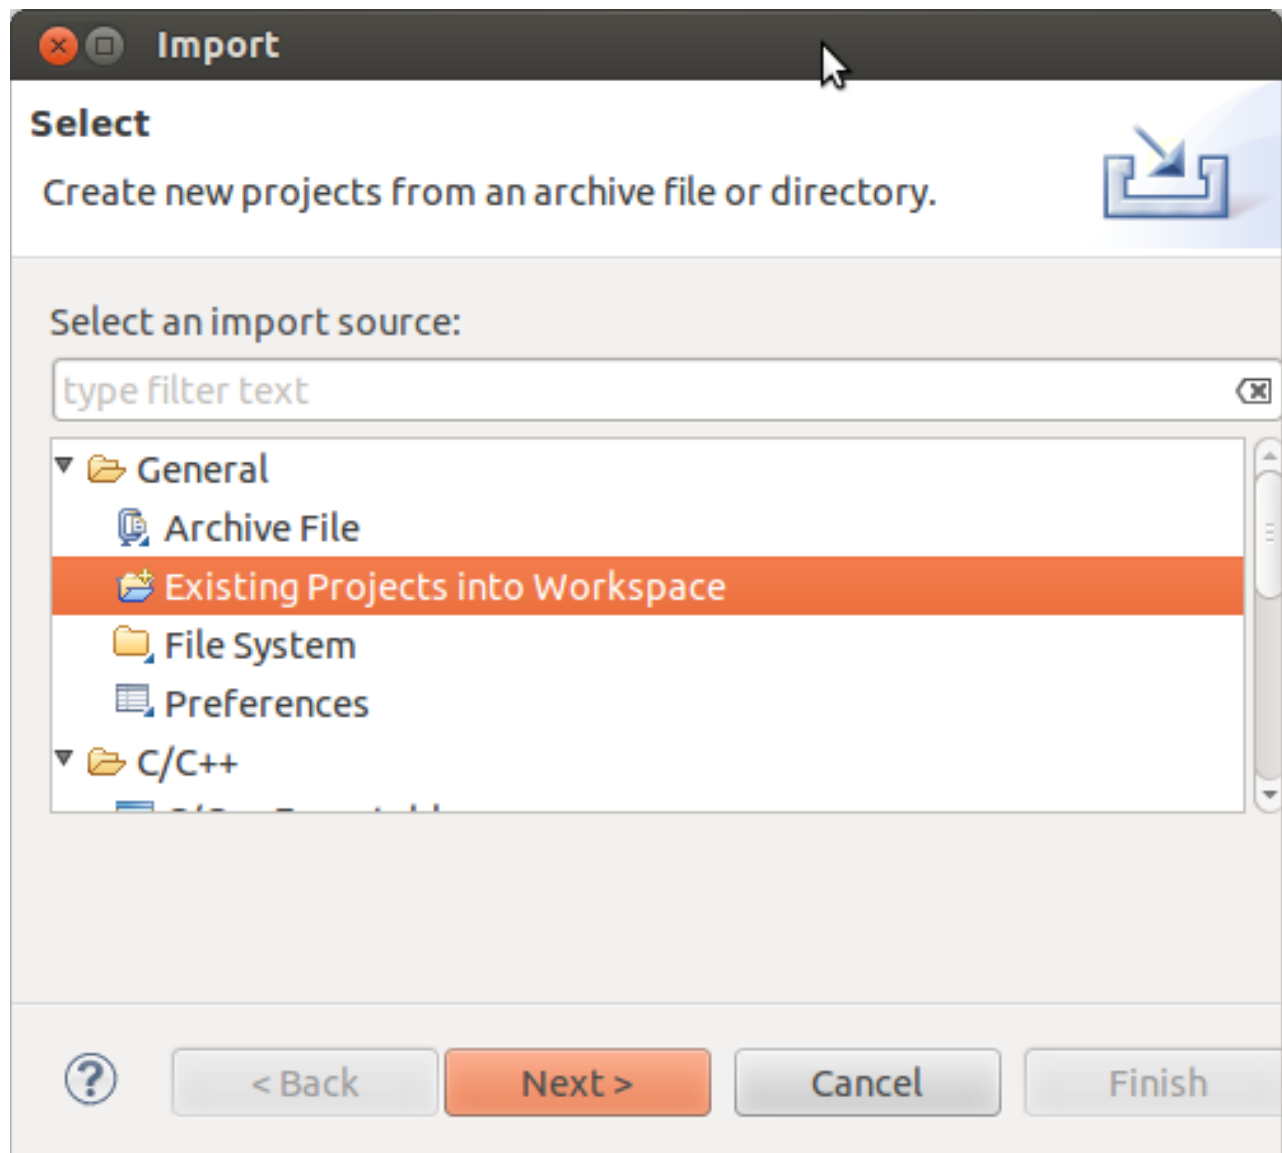 Import
Select
Create new projects from an archive file or directory.
Select an import source:
type filter text
General
Archive File
Existing Projects into Workspace
File System
Preferences
C/C++
< Back Next > Cancel Finish